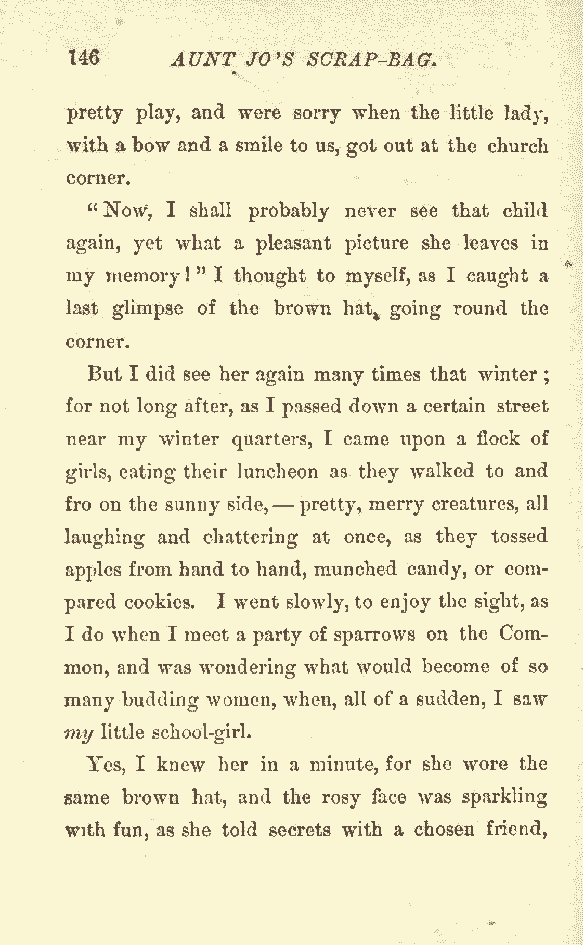 146 AUNT JO'S SCRAP-BAG.
pretty play, and were sorry when the little lady,
with a bow and a smile to us, got out at the church
corner.
"Now, I shall probably never see that child
again, yet what a pleasant picture she leaves in
my memory!" I thought to myself, as I caught a
last glimpse of the brown hat, going round the
corner.
But I did see her again many times that winter;
for not long after, as I passed down a certain street
near my winter quarters, I came upon a flock of
girls, eating their luncheon as they walked to and
fro on the sunny side,—pretty, merry creatures, all
laughing and chattering at once, as they tossed
apples from hand to hand, munched candy, or com-
pared cookies. I went slowly, to enjoy the sight, as
I do when I meet a party of sparrows on the Com-
mon, and was wondering what would become of so
many budding women, when, all of a sudden, I saw
my little school-girl.
Yes, I knew her in a minute, for she wore the
same brown hat, and the rosy face was sparkling
with fun, as she told secrets with a chosen friend,